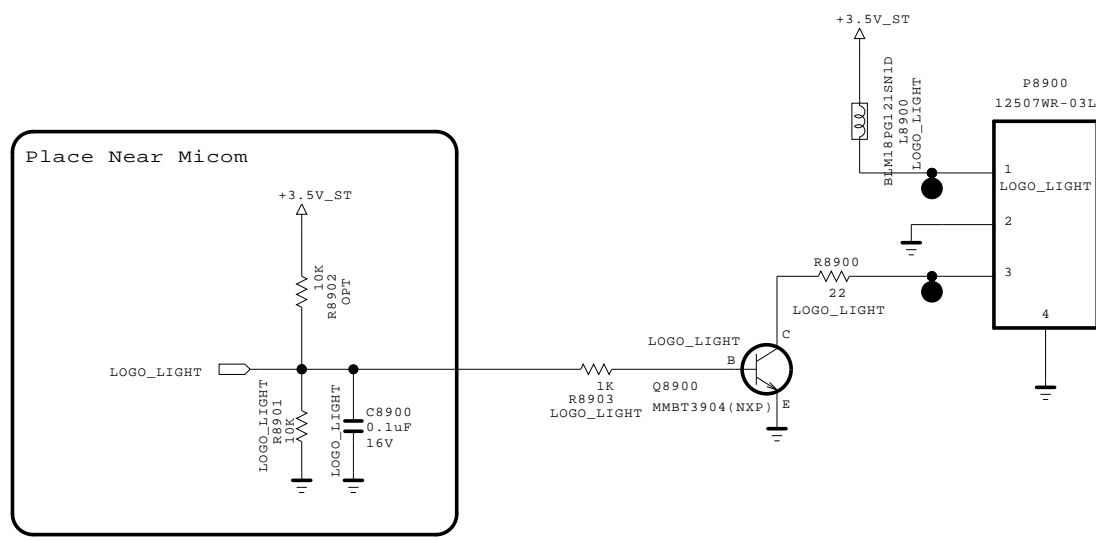 +3.5V_ST
BLM18PG121SN1D
L8900
LOGO_LIGHT
P8900
12507WR-03L
1
LOGO_LIGHT
2
3
4
Place Near Micom
+3.5V_ST
10K
R8902
OPT
LOGO_LIGHT
LOGO_LIGHT
R8901
10K
LOGO_LIGHT
C8900
0.1uF
16V
1K
R8903
LOGO_LIGHT
LOGO_LIGHT
B
C
E
Q8900
MMBT3904(NXP)
R8900
22
LOGO_LIGHT